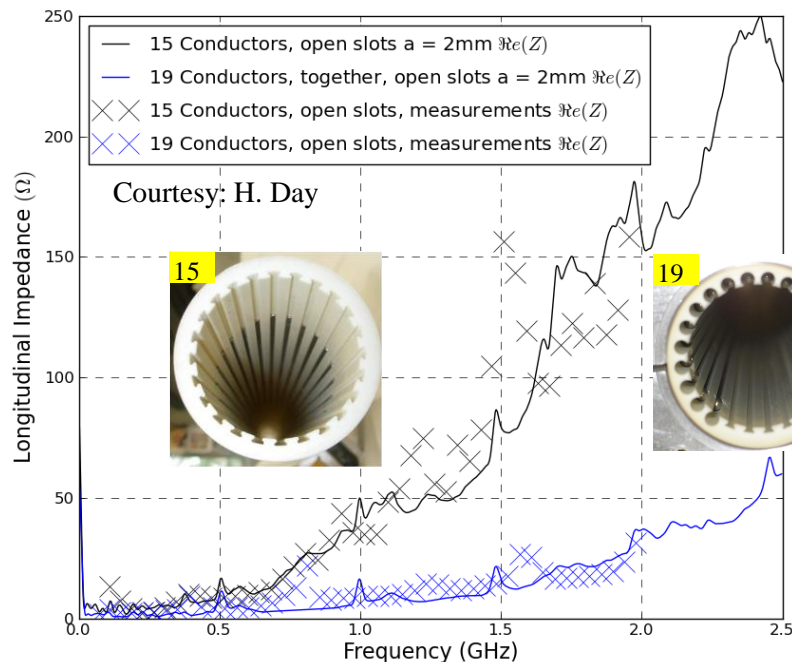 15 Conductors, open slots a = 2mm ℜe(Z)
19 Conductors, together, open slots a = 2mm ℜe(Z)
15 Conductors, open slots, measurements ℜe(Z)
19 Conductors, open slots, measurements ℜe(Z)
Courtesy: H. Day
15
19
Longitudinal Impedance (Ω)
250
200
150
100
50
0
0.0
0.5
1.0
1.5
2.0
2.5
Frequency (GHz)